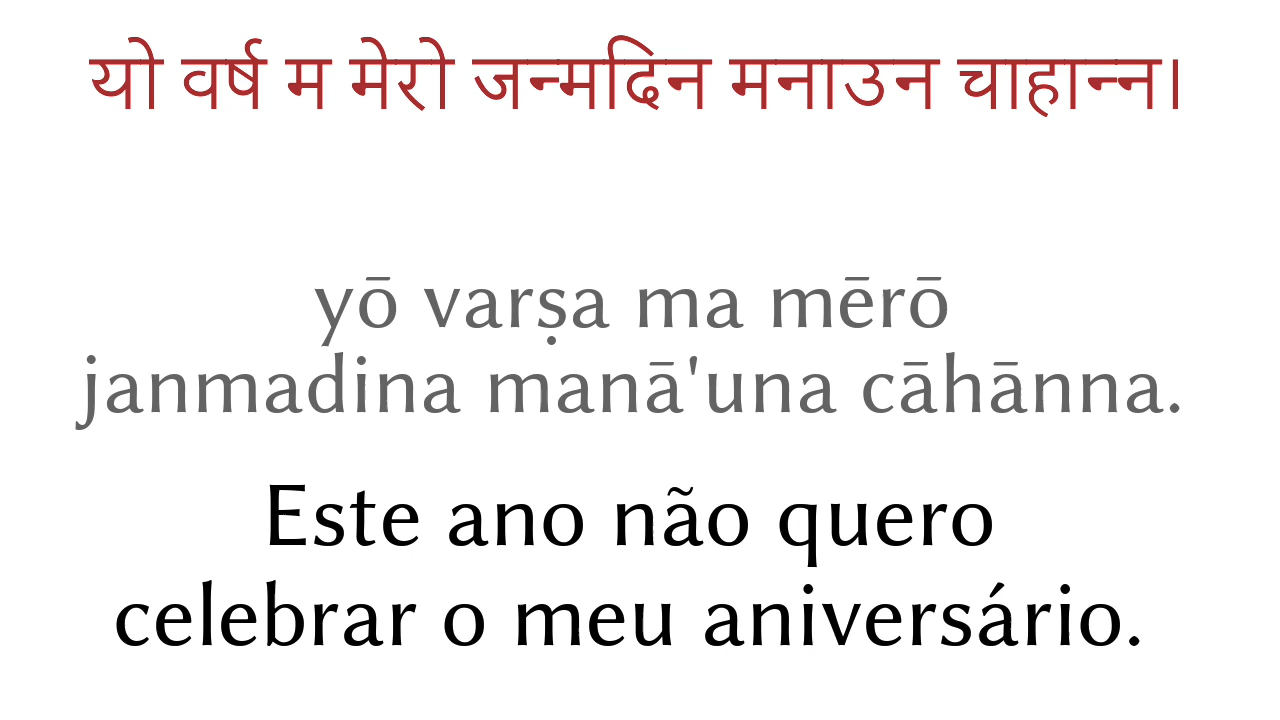 यो वर्ष म मेरो जन्मदिन मनाउन चाहान्न।
yō varṣa ma mērō
janmadina manā'una cāhānna.
Este ano não quero
celebrar o meu aniversário.